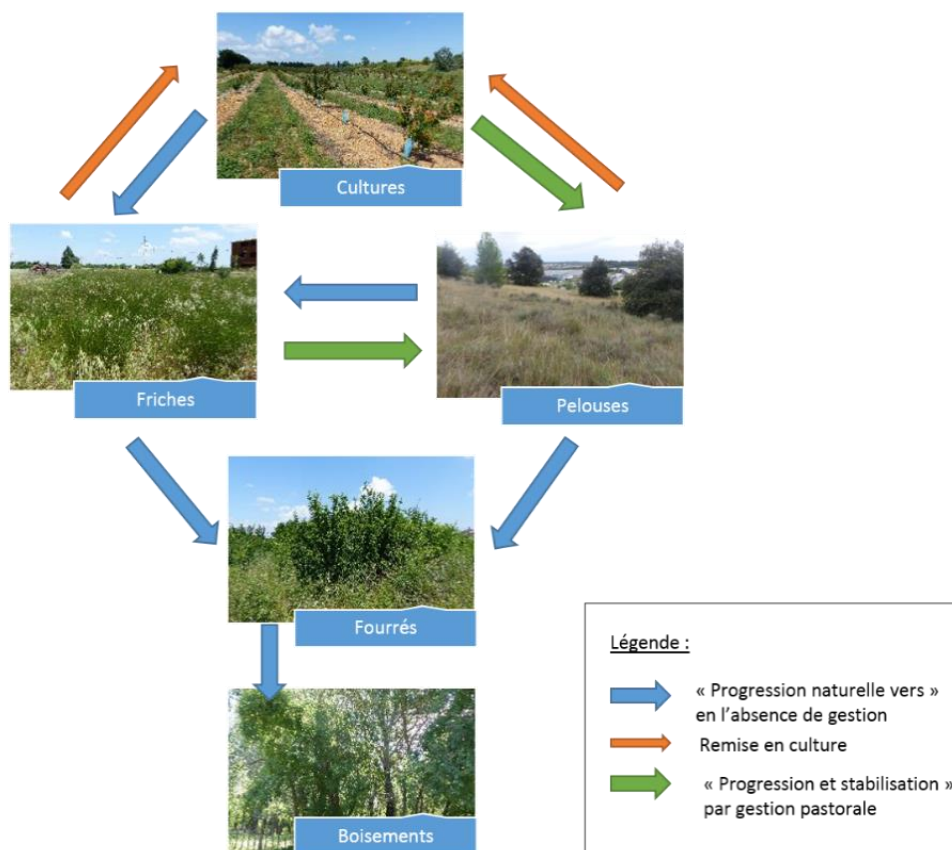 Cultures
Friches
Pelouses
Fourrés
Boisements
Légende :
« Progression naturelle vers »
en l’absence de gestion
Remise en culture
« Progression et stabilisation »
par gestion pastorale